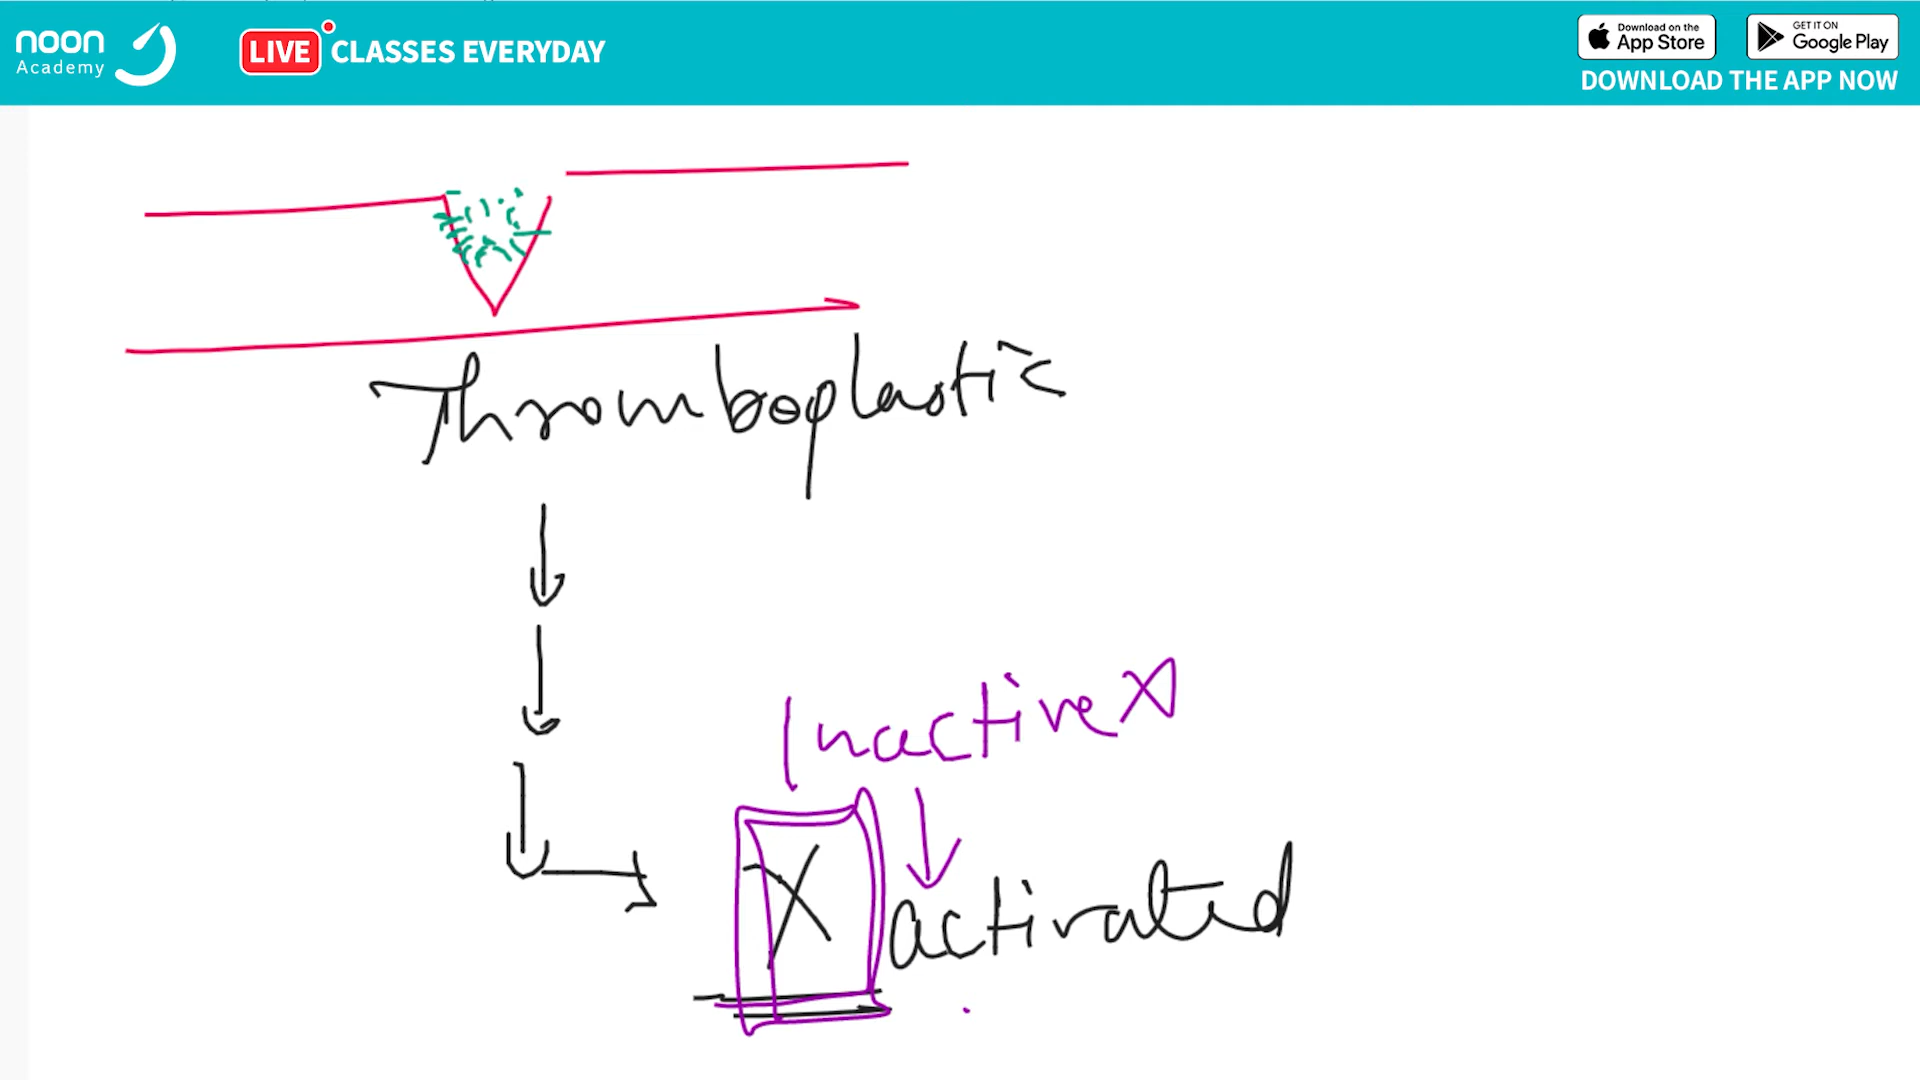 noon
Academy
LIVE CLASSES EVERYDAY
Download on the
App Store
GET IT ON
Google Play
DOWNLOAD THE APP NOW
Thromboplastic
Inactive X
X activated